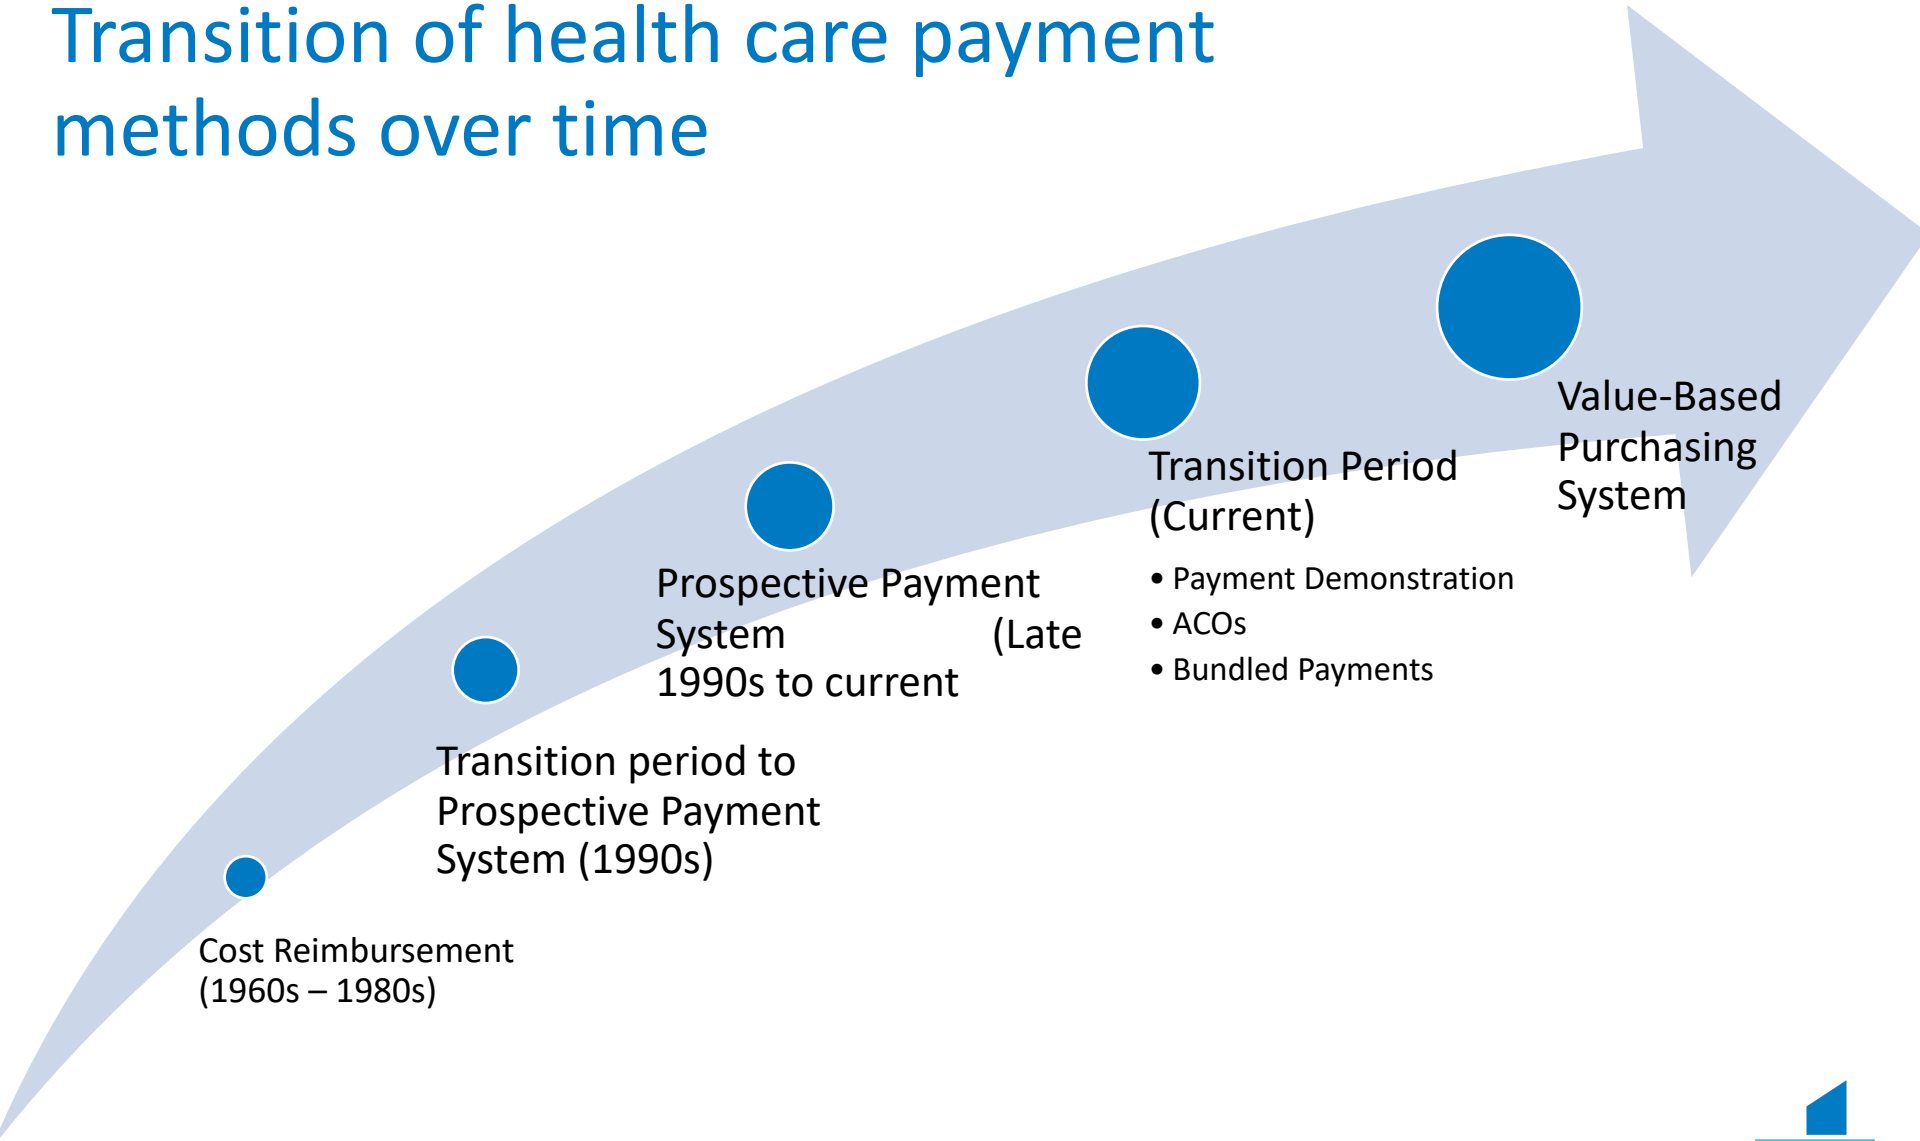 Transition of health care payment
methods over time
Cost Reimbursement
(1960s – 1980s)
Transition period to
Prospective Payment
System (1990s)
Prospective Payment
System (Late
1990s to current
Transition Period
(Current)
• Payment Demonstration
• ACOs
• Bundled Payments
Value-Based
Purchasing
System